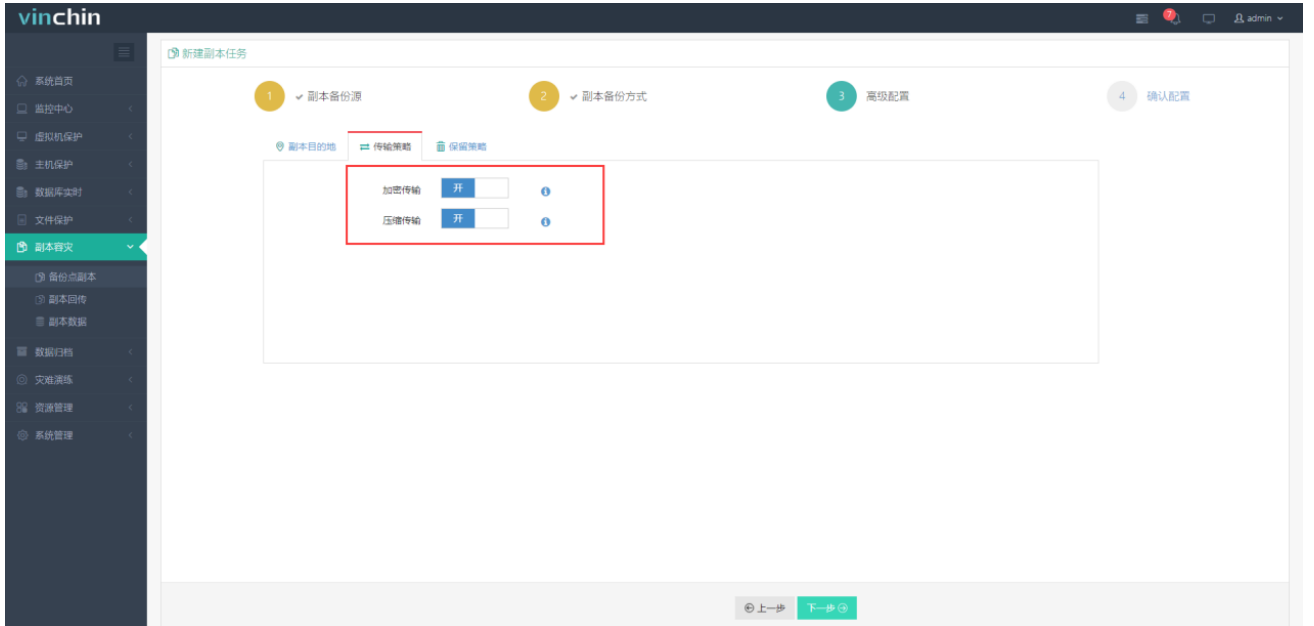 vinchin
7
admin
新建副本任务
系统首页
监控中心
虚拟机保护
主机保护
数据库实时
文件保护
副本容灾
备份点副本
副本回传
副本数据
数据归档
灾难演练
资源管理
系统管理
1 副本备份源
2 副本备份方式
3 高级配置
4 确认配置
副本目的地 传输策略 保留策略
加密传输 开
压缩传输 开
上一步 下一步